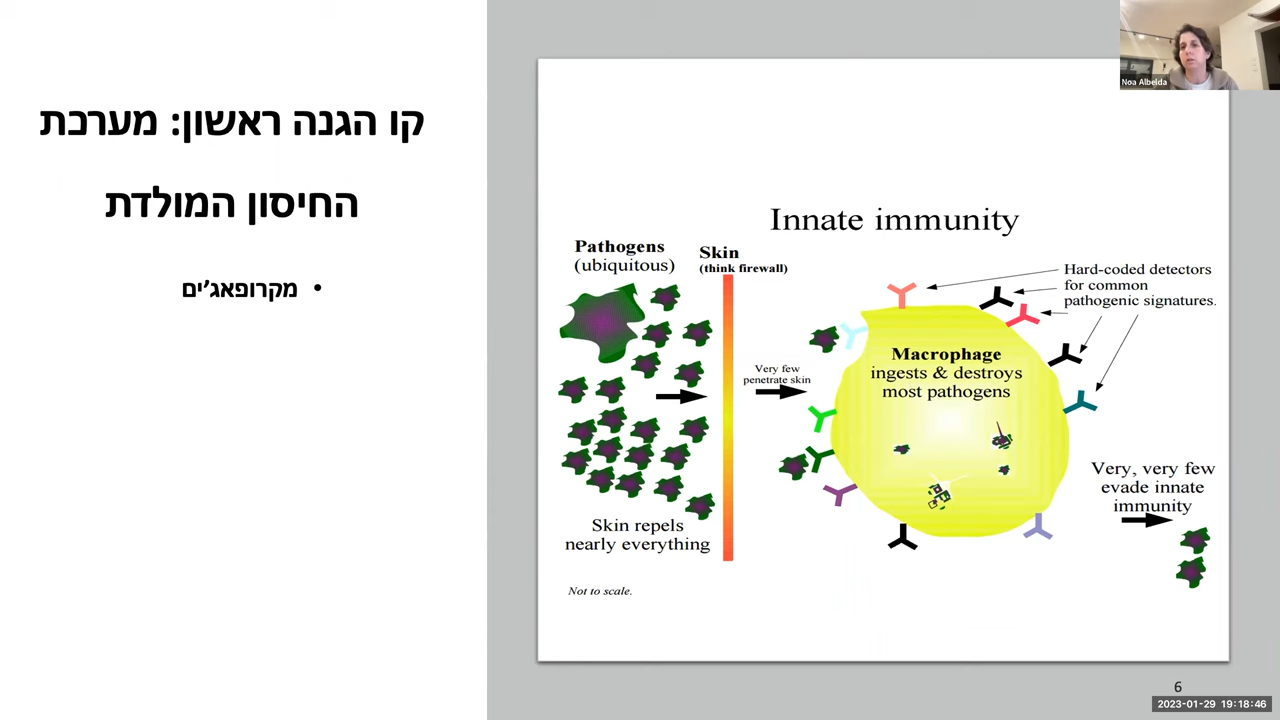 קו הגנה ראשון: מערכת
החיסון המולדת
• מקרופאג'ים
Noa Albelda
Innate immunity
Pathogens
(ubiquitous)
Skin
(think firewall)
Hard-coded detectors
for common
pathogenic signatures.
Very few
penetrate skin
Macrophage
ingests & destroys
most pathogens
Very, very few
evade innate
immunity
Skin repels
nearly everything
Not to scale.
6
2023-01-29 19:18:46